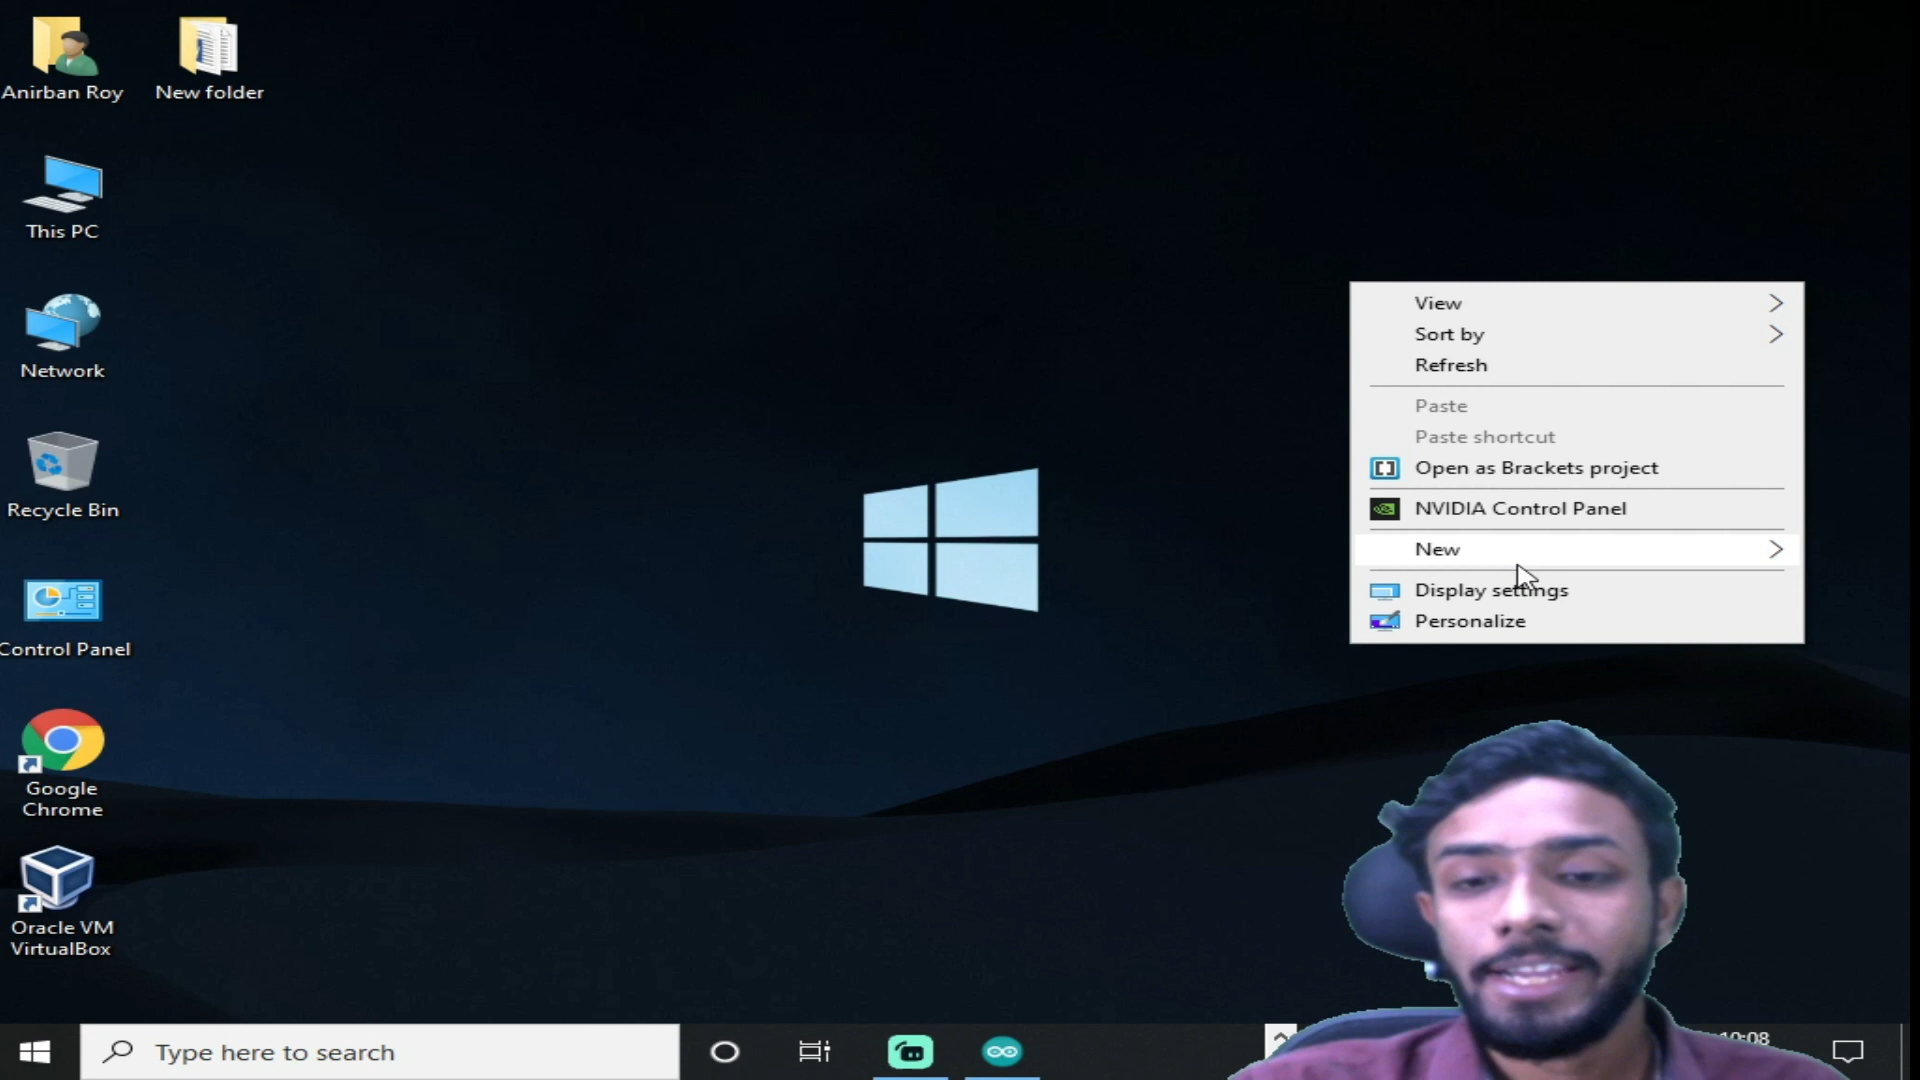 Anirban Roy
New folder
This PC
Network
Recycle Bin
Control Panel
Google
Chrome
Oracle VM
VirtualBox
View
Sort by
Refresh
Paste
Paste shortcut
Open as Brackets project
NVIDIA Control Panel
New
Display settings
Personalize
Type here to search
10:08